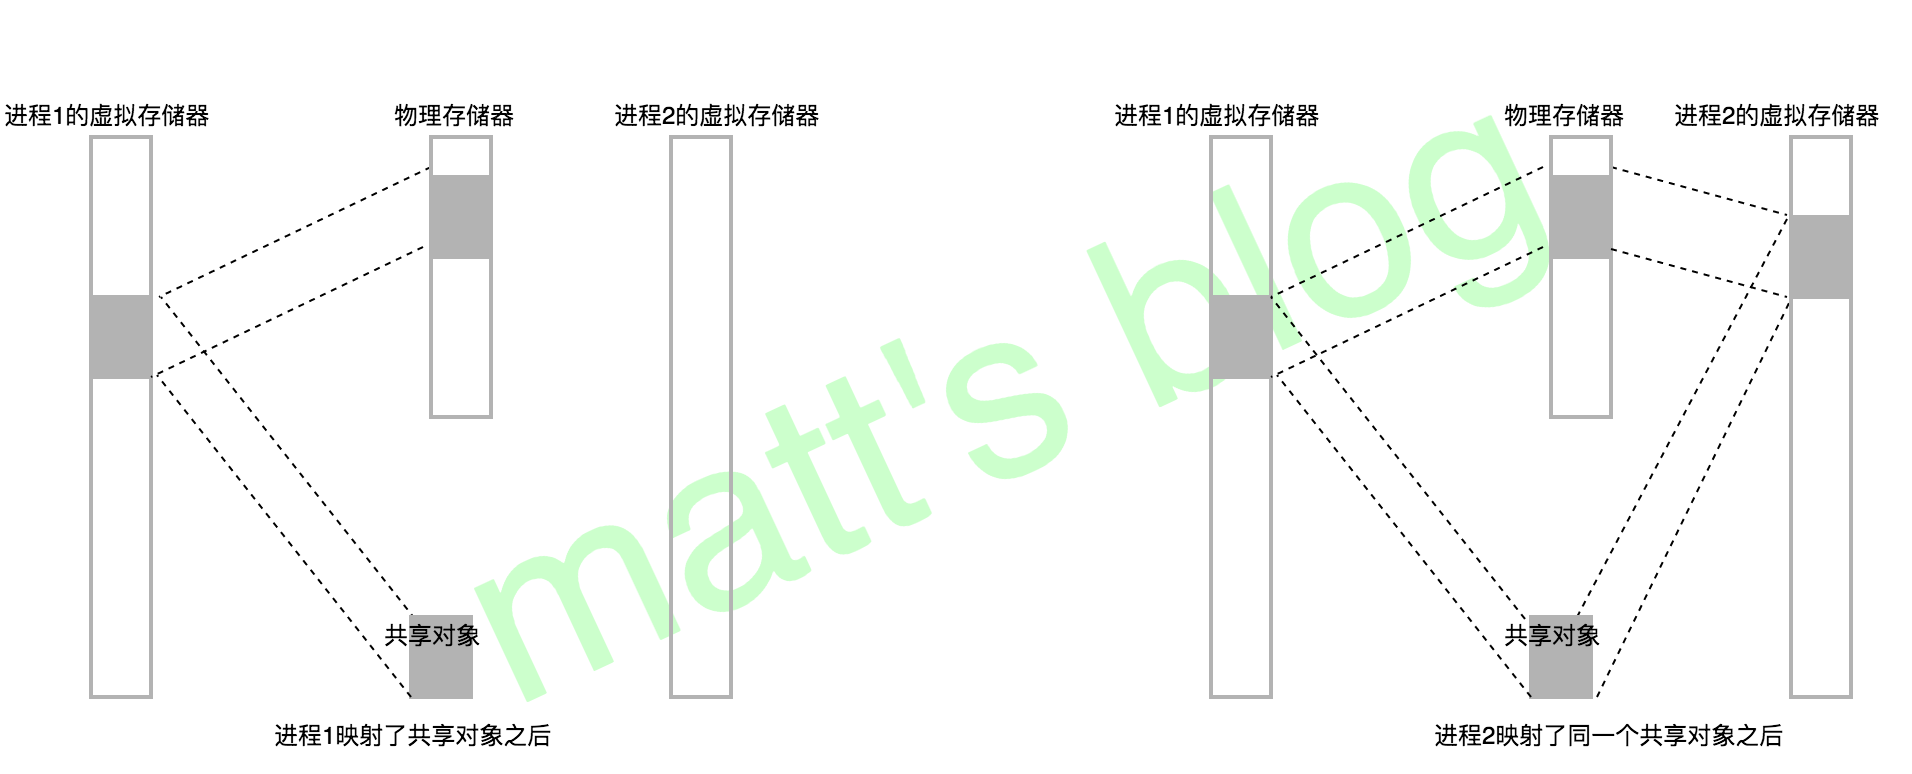 进程1的虚拟存储器
物理存储器
进程2的虚拟存储器
进程1的虚拟存储器
物理存储器
进程2的虚拟存储器
matt's blog
共享对象
共享对象
进程1映射了共享对象之后
进程2映射了同一个共享对象之后